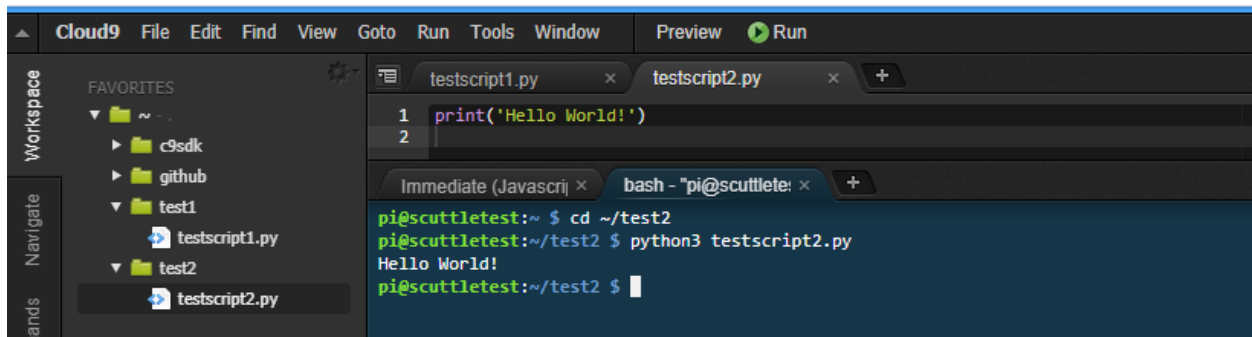 Cloud9 File Edit Find View Goto Run Tools Window Preview Run
Workspace
Navigate
ands
FAVORITES
~ - .
c9sdk
github
test1
testscript1.py
test2
testscript2.py
testscript1.py × testscript2.py × +
1 print('Hello World!')
2
Immediate (Javascri × bash - "pi@scuttletes × +
pi@scuttletest:~ $ cd ~/test2
pi@scuttletest:~/test2 $ python3 testscript2.py
Hello World!
pi@scuttletest:~/test2 $